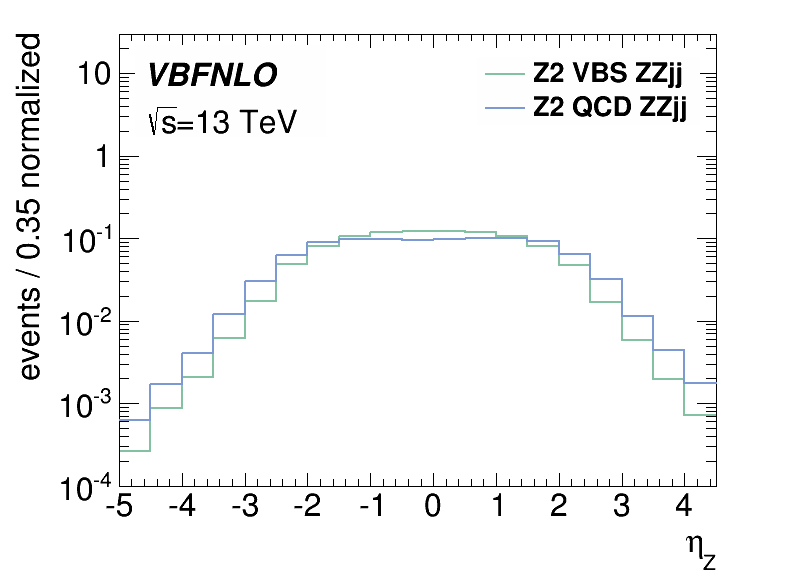 events / 0.35 normalized
VBFNLO
√s=13 TeV
Z2 VBS ZZjj
Z2 QCD ZZjj
10
1
10^-1
10^-2
10^-3
10^-4
-5 -4 -3 -2 -1 0 1 2 3 4
η_Z